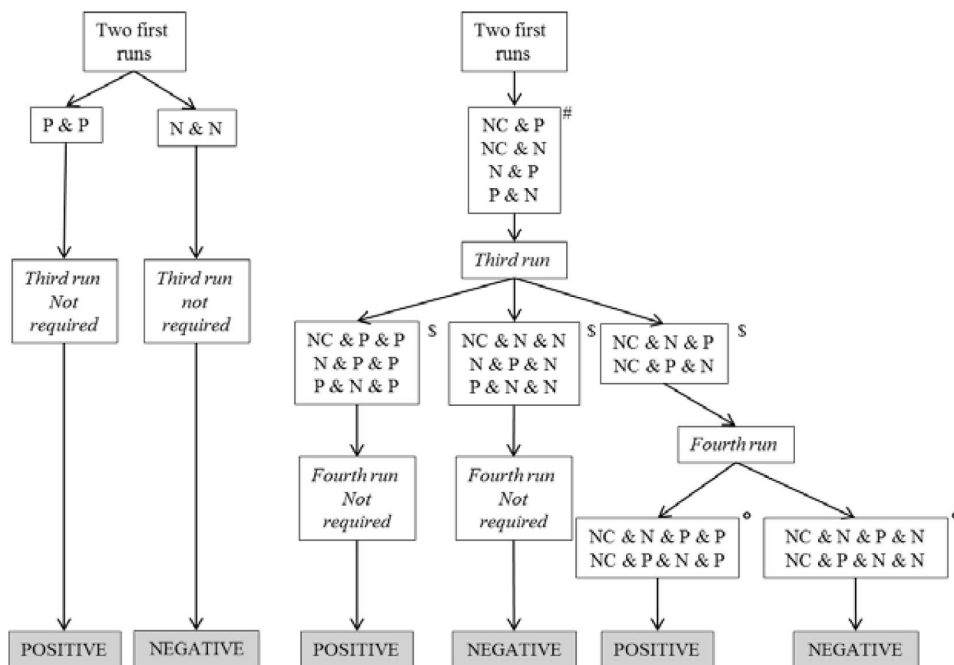 Two first
runs
P & P
N & N
Third run
Not
required
Third run
not
required
POSITIVE
NEGATIVE
Two first
runs
NC & P
NC & N
N & P
P & N
#
Third run
NC & P & P
N & P & P
P & N & P
$
NC & N & N
N & P & N
P & N & N
$
NC & N & P
NC & P & N
$
Fourth run
Not
required
Fourth run
Not
required
Fourth run
NC & N & P & P
NC & P & N & P
°
NC & N & P & N
NC & P & N & N
°
POSITIVE
NEGATIVE
POSITIVE
NEGATIVE